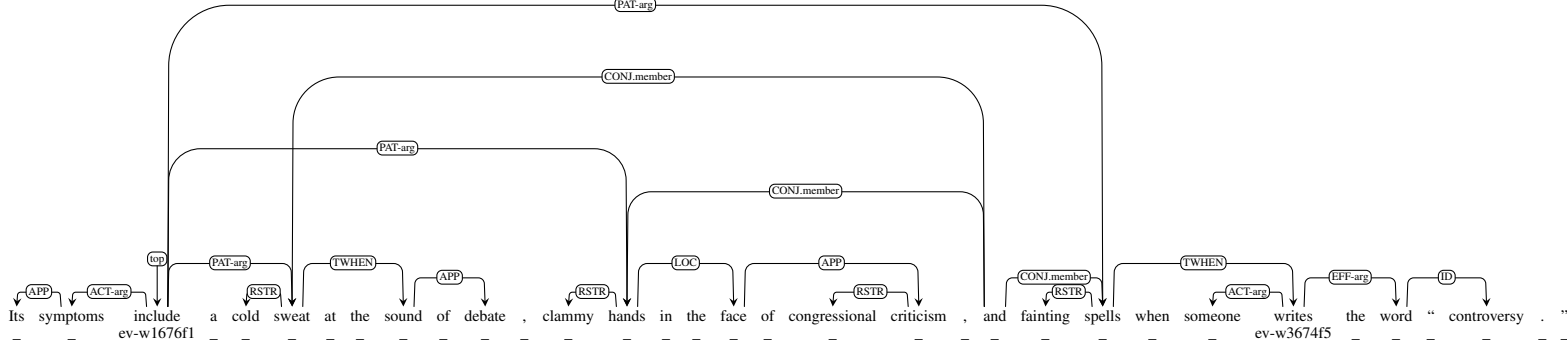 PAT-arg
CONJ.member
PAT-arg
CONJ.member
top PAT-arg TWHEN LOC APP TWHEN
APP CONJ.member EFF-arg ID
APP ACT-arg RSTR RSTR RSTR RSTR ACT-arg
Its symptoms include a cold sweat at the sound of debate , clammy hands in the face of congressional criticism , and fainting spells when someone writes the word “ controversy . ”
ev-w1676f1 ev-w3674f5
_ _ _ _ _ _ _ _ _ _ _ _ _ _ _ _ _ _ _ _ _ _ _ _ _ _ _ _ _ _ _